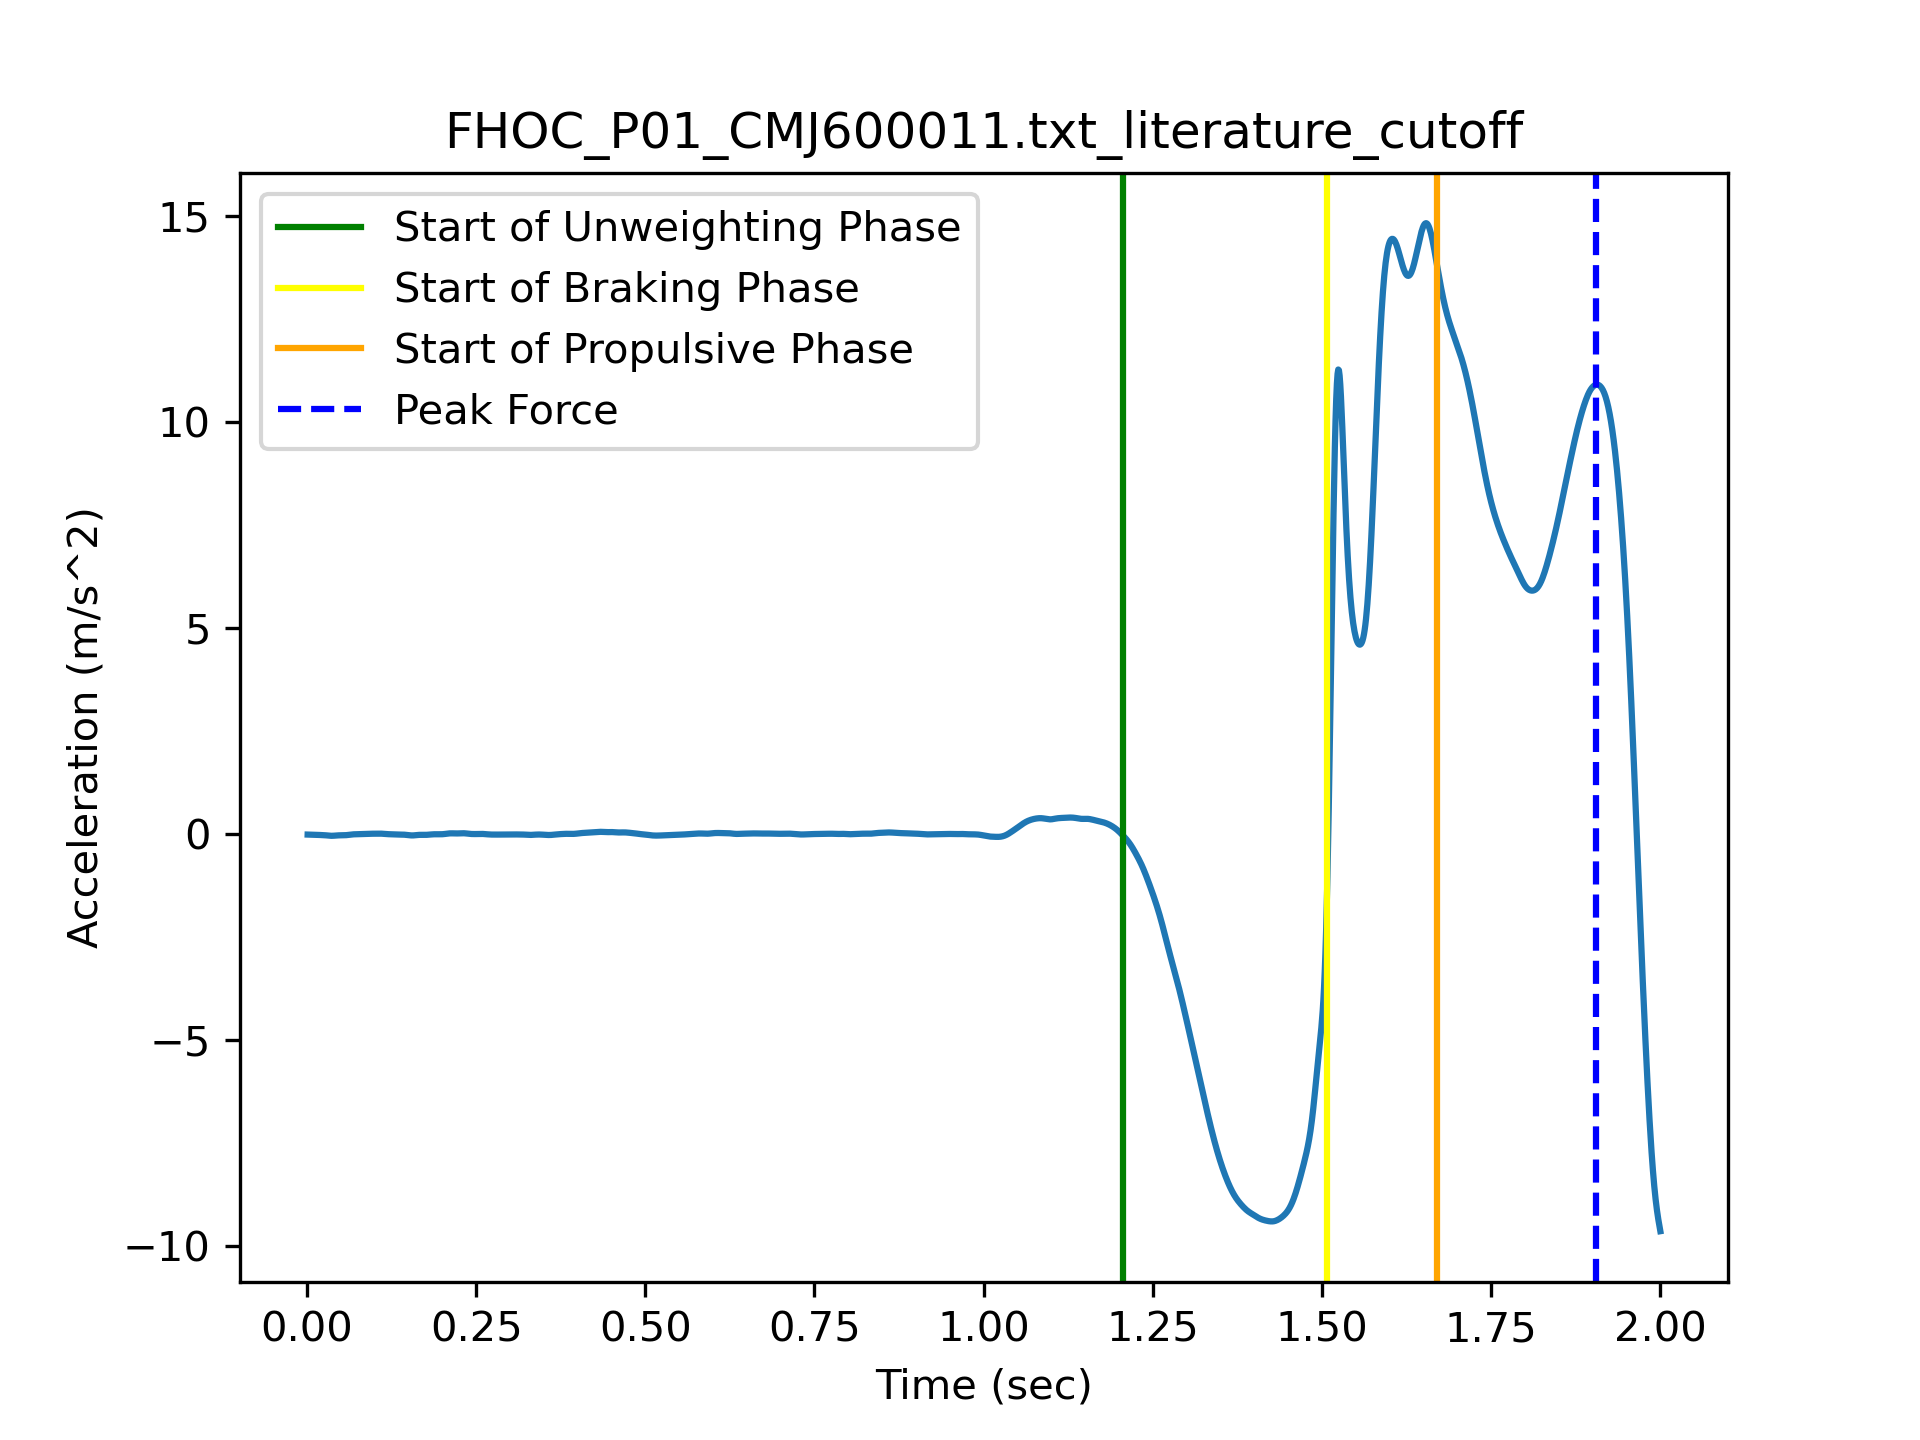 FHOC_P01_CMJ600011.txt_literature_cutoff
Start of Unweighting Phase
Start of Braking Phase
Start of Propulsive Phase
Peak Force
Acceleration (m/s^2)
15
10
5
0
−5
−10
0.00 0.25 0.50 0.75 1.00 1.25 1.50 1.75 2.00
Time (sec)